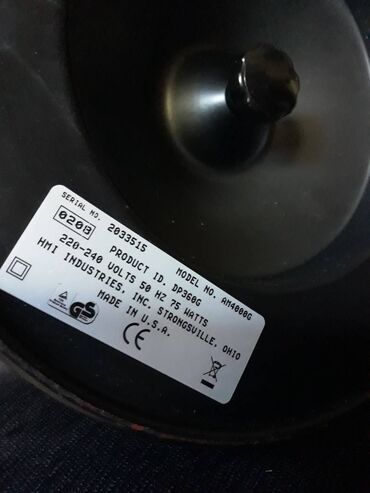 SERIAL NO. 2033515 MODEL NO. AM4000G
0208 PRODUCT ID. DP360G
220-240 VOLTS 50 HZ 75 WATTS
HMI INDUSTRIES, INC. STRONGSVILLE, OHIO
MADE IN U.S.A.
GS
CE